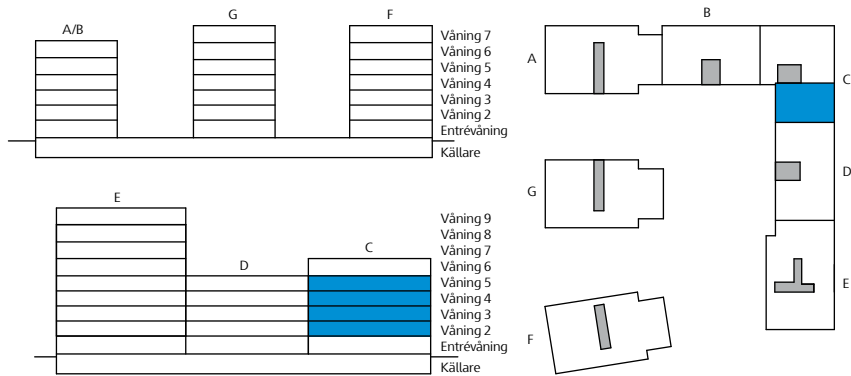 A/B
G
F
Våning 7
Våning 6
Våning 5
Våning 4
Våning 3
Våning 2
Entrévåning
Källare
E
D
C
Våning 9
Våning 8
Våning 7
Våning 6
Våning 5
Våning 4
Våning 3
Våning 2
Entrévåning
Källare
B
A
C
D
G
E
F